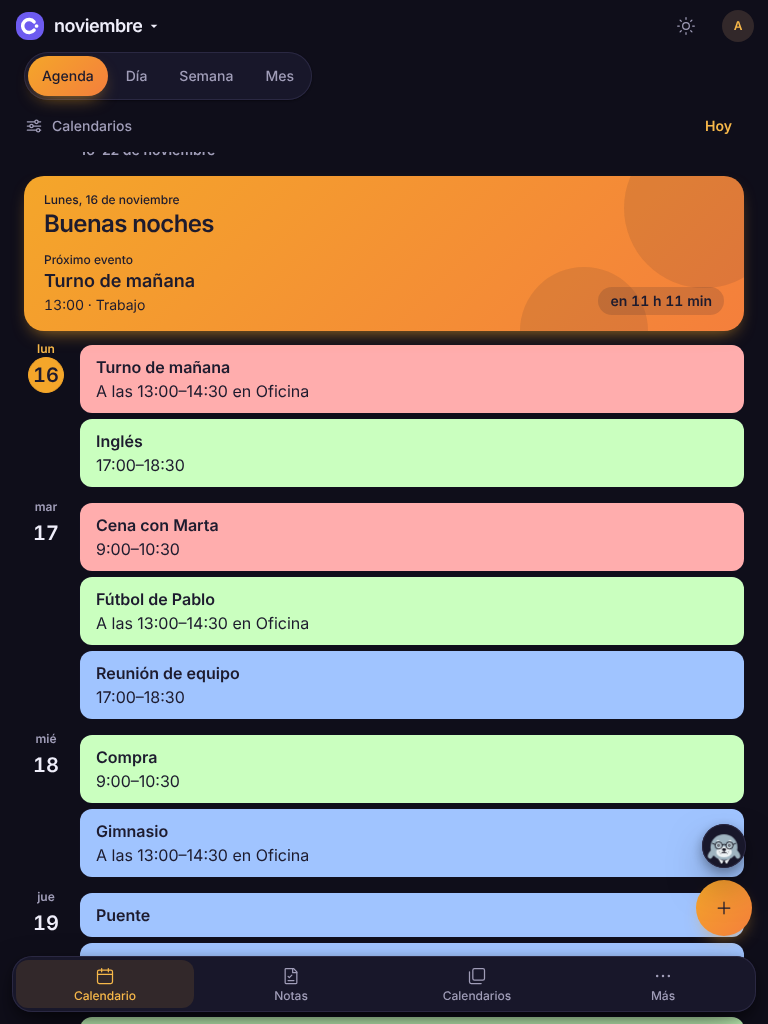 noviembre
A
Agenda
Día
Semana
Mes
Calendarios
Hoy
Lunes, 16 de noviembre
Buenas noches
Próximo evento
Turno de mañana
13:00 · Trabajo
en 11 h 11 min
lun
16
Turno de mañana
A las 13:00–14:30 en Oficina
Inglés
17:00–18:30
mar
17
Cena con Marta
9:00–10:30
Fútbol de Pablo
A las 13:00–14:30 en Oficina
Reunión de equipo
17:00–18:30
mié
18
Compra
9:00–10:30
Gimnasio
A las 13:00–14:30 en Oficina
jue
19
Puente
Calendario
Notas
Calendarios
Más